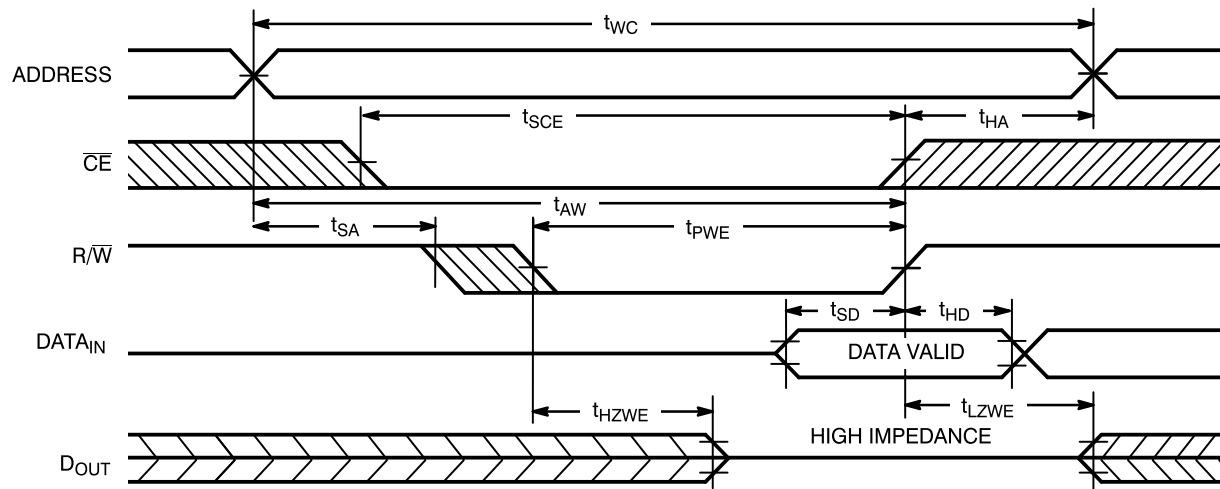 tWC
ADDRESS
tSCE
tHA
CE
tAW
tSA
tPWE
R/W
tSD
tHD
DATAIN
DATA VALID
tHZWE
tLZWE
HIGH IMPEDANCE
DOUT